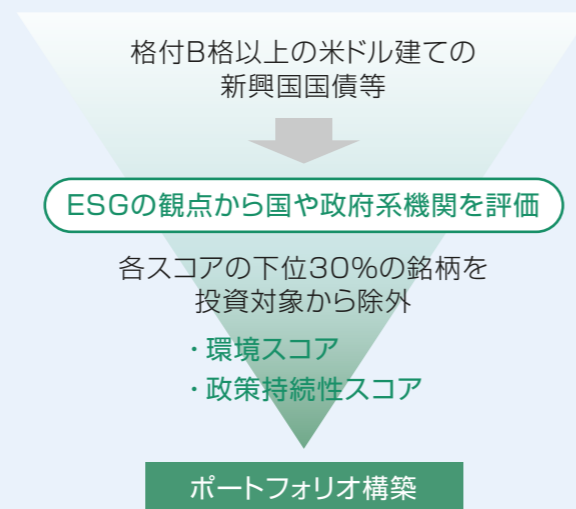 格付B格以上の米ドル建ての
新興国国債等
ESGの観点から国や政府系機関を評価
各スコアの下位30%の銘柄を
投資対象から除外
・環境スコア
・政策持続性スコア
ポートフォリオ構築